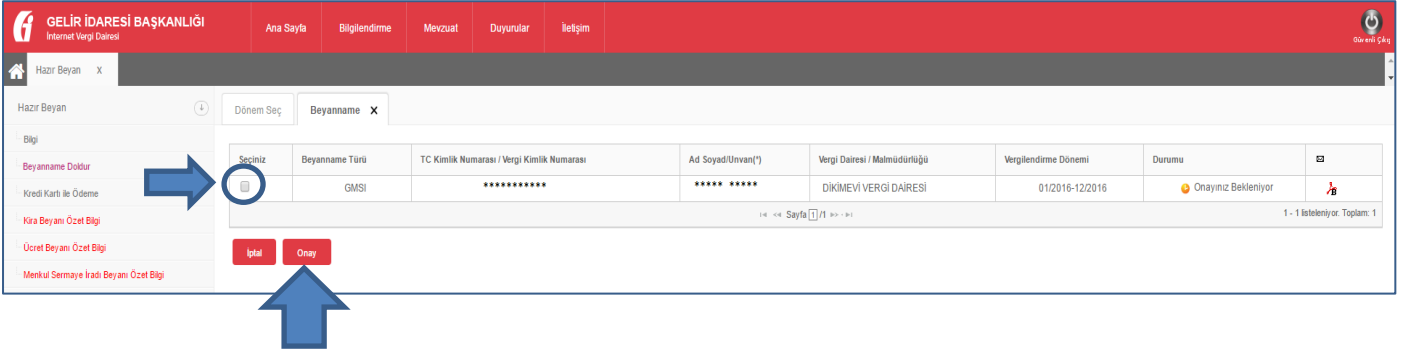 GELİR İDARESİ BAŞKANLIĞI
İnternet Vergi Dairesi
Ana Sayfa Bilgilendirme Mevzuat Duyurular İletişim
Güvenli Çıkış
Hazır Beyan X
Hazır Beyan
Dönem Seç Beyanname X
Bilgi
Beyanname Doldur
Kredi Kartı ile Ödeme
Kira Beyanı Özet Bilgi
Ücret Beyanı Özet Bilgi
Menkul Sermaye İradı Beyanı Özet Bilgi
Seçiniz Beyanname Türü TC Kimlik Numarası / Vergi Kimlik Numarası Ad Soyad/Unvan(*) Vergi Dairesi / Malmüdürlüğü Vergilendirme Dönemi Durumu
GMSI *********** ***** ***** DİKİMEVİ VERGİ DAİRESİ 01/2016-12/2016 Onayınız Bekleniyor
Sayfa 1 /1
1 - 1 listeleniyor. Toplam: 1
İptal Onay